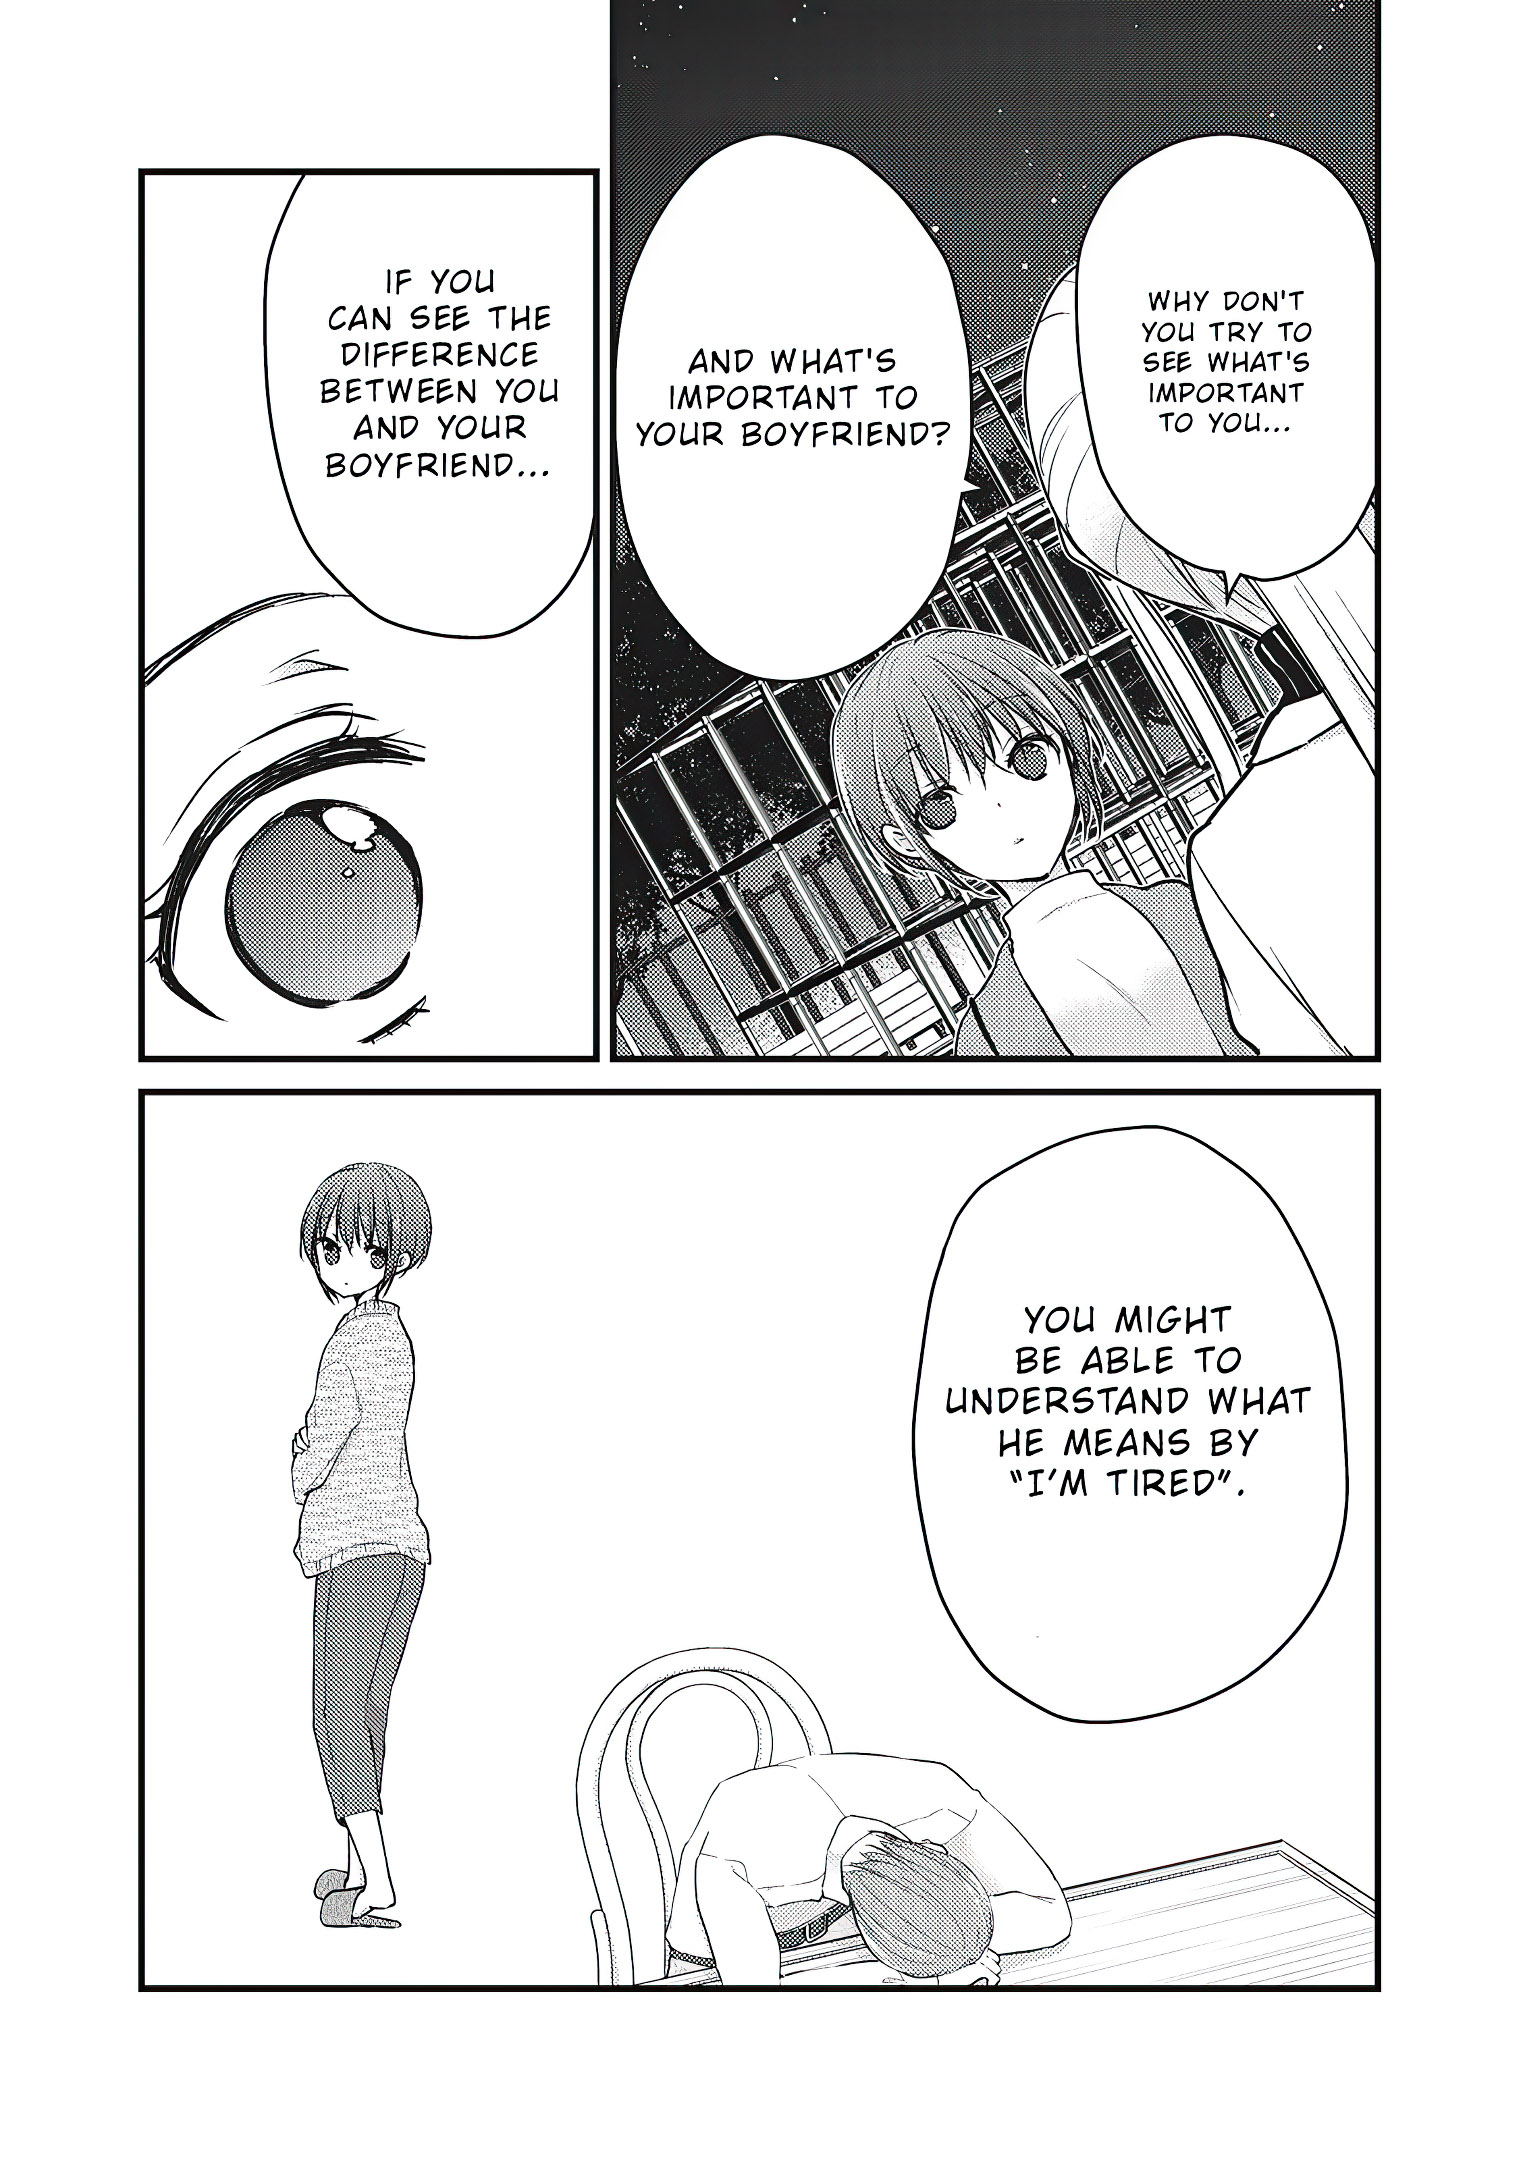 WHY DON'T
YOU TRY TO
SEE WHAT'S
IMPORTANT
TO YOU...
AND WHAT'S
IMPORTANT TO
YOUR BOYFRIEND?
IF YOU
CAN SEE THE
DIFFERENCE
BETWEEN YOU
AND YOUR
BOYFRIEND...
YOU MIGHT
BE ABLE TO
UNDERSTAND WHAT
HE MEANS BY
“I'M TIRED”.